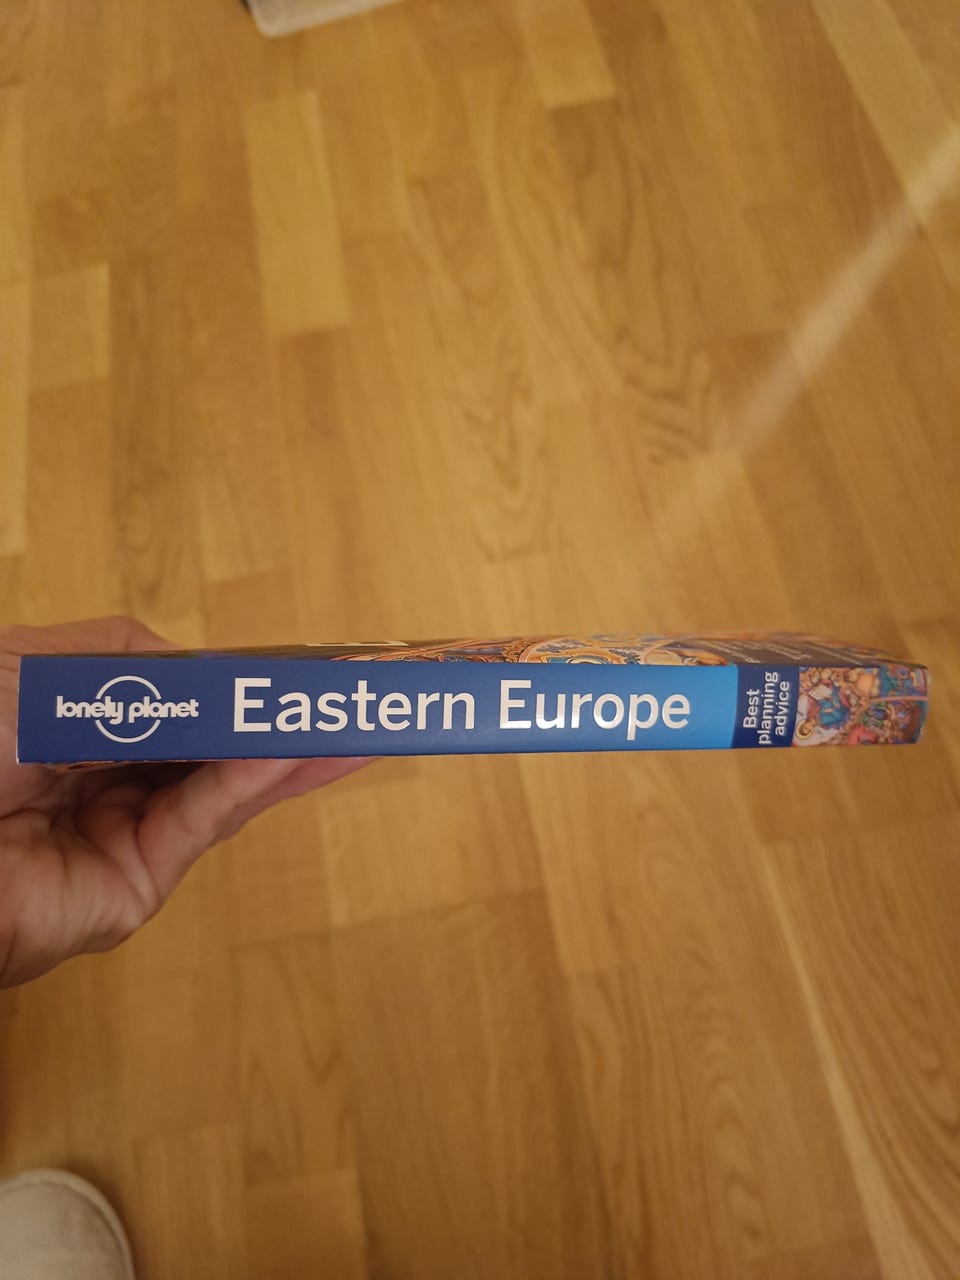 lonely planet
Eastern Europe
Best
planning
advice